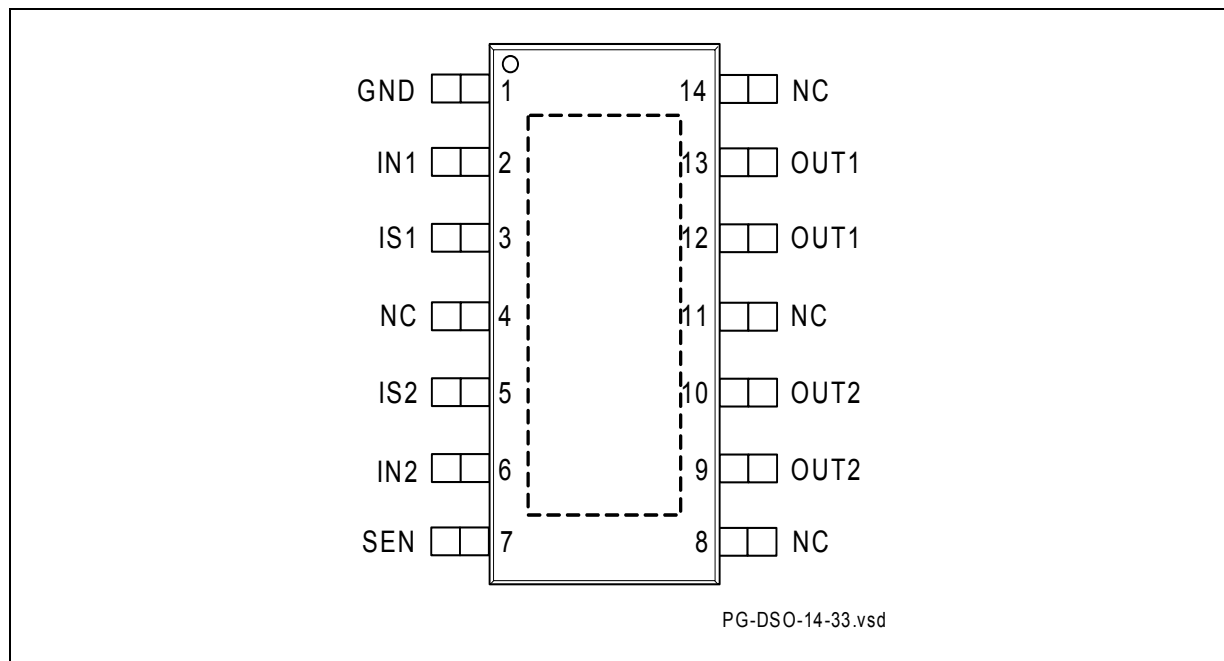 GND 1 14 NC
IN1 2 13 OUT1
IS1 3 12 OUT1
NC 4 11 NC
IS2 5 10 OUT2
IN2 6 9 OUT2
SEN 7 8 NC
PG-DSO-14-33.vsd